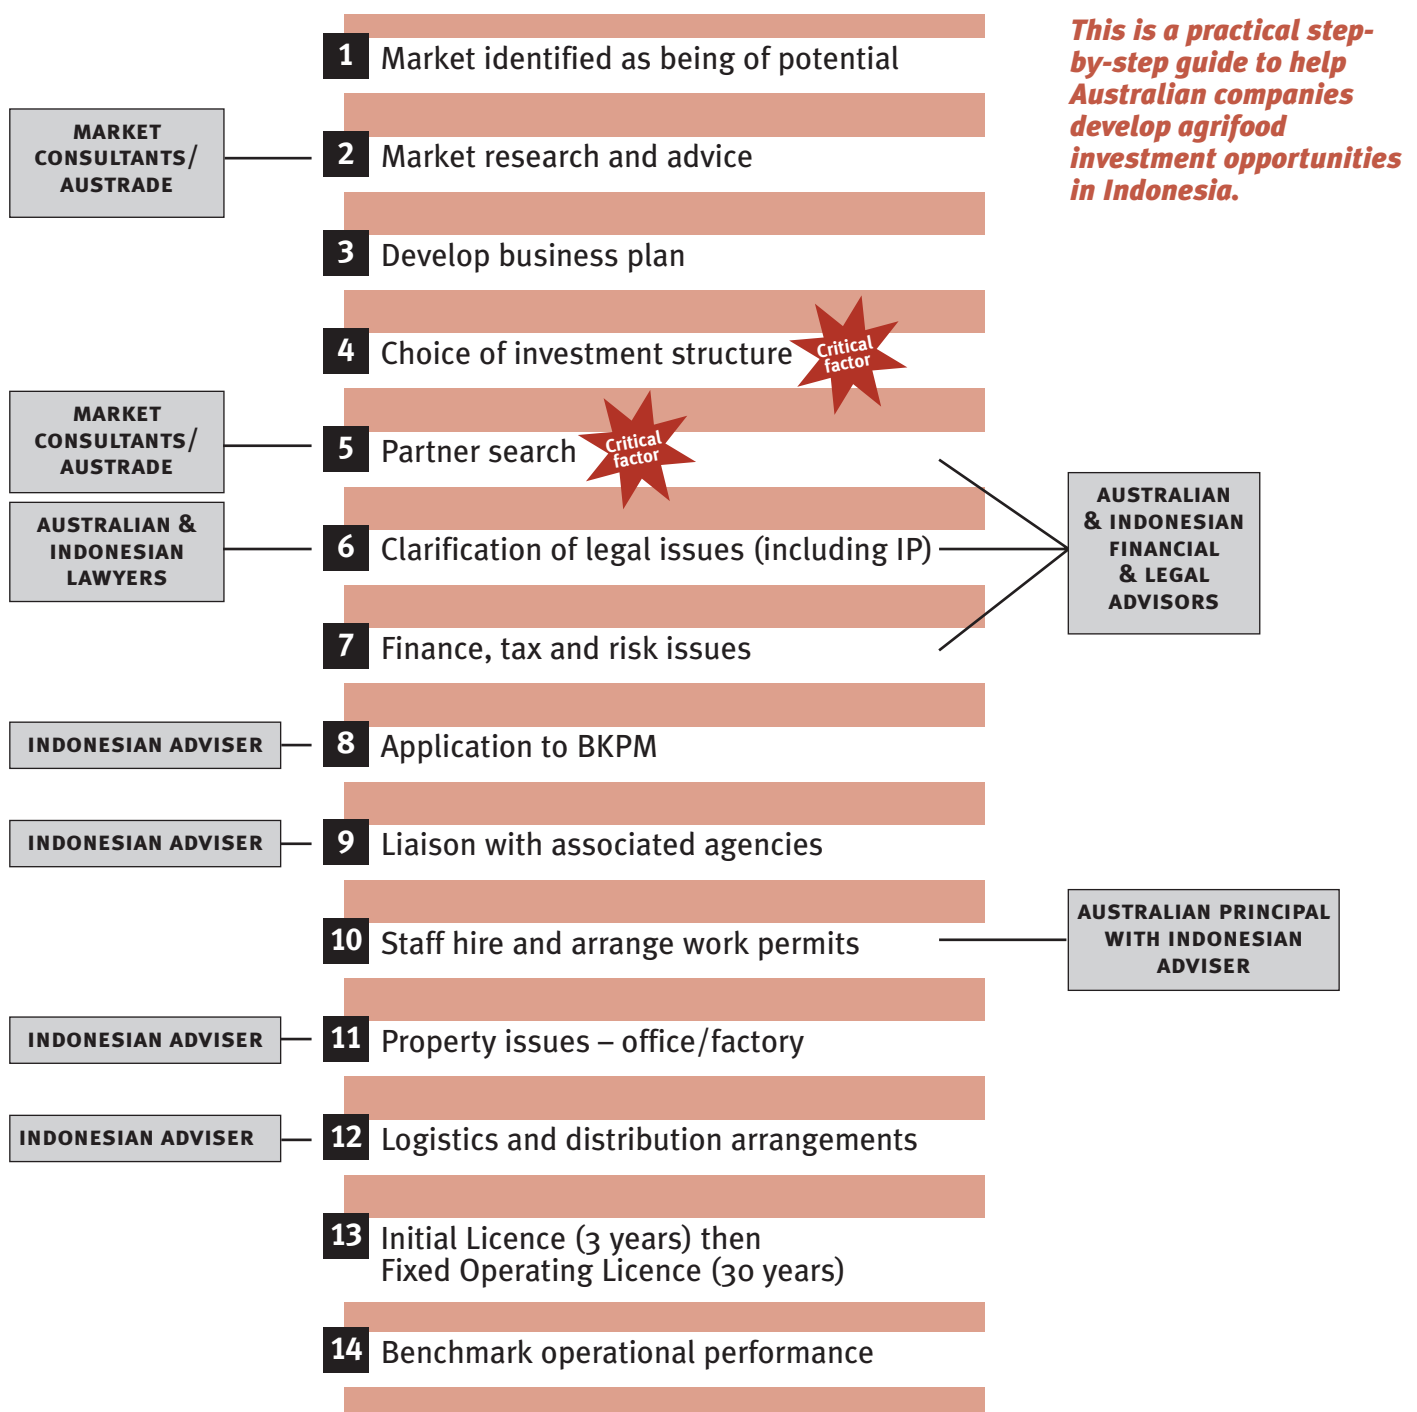 This is a practical step-
by-step guide to help
Australian companies
develop agrifood
investment opportunities
in Indonesia.
1 Market identified as being of potential
MARKET
CONSULTANTS/
AUSTRADE
2 Market research and advice
3 Develop business plan
4 Choice of investment structure
Critical
factor
MARKET
CONSULTANTS/
AUSTRADE
5 Partner search
Critical
factor
AUSTRALIAN &
INDONESIAN
LAWYERS
6 Clarification of legal issues (including IP)
AUSTRALIAN
& INDONESIAN
FINANCIAL
& LEGAL
ADVISORS
7 Finance, tax and risk issues
INDONESIAN ADVISER
8 Application to BKPM
INDONESIAN ADVISER
9 Liaison with associated agencies
10 Staff hire and arrange work permits
AUSTRALIAN PRINCIPAL
WITH INDONESIAN
ADVISER
INDONESIAN ADVISER
11 Property issues – office/factory
INDONESIAN ADVISER
12 Logistics and distribution arrangements
13 Initial Licence (3 years) then
Fixed Operating Licence (30 years)
14 Benchmark operational performance